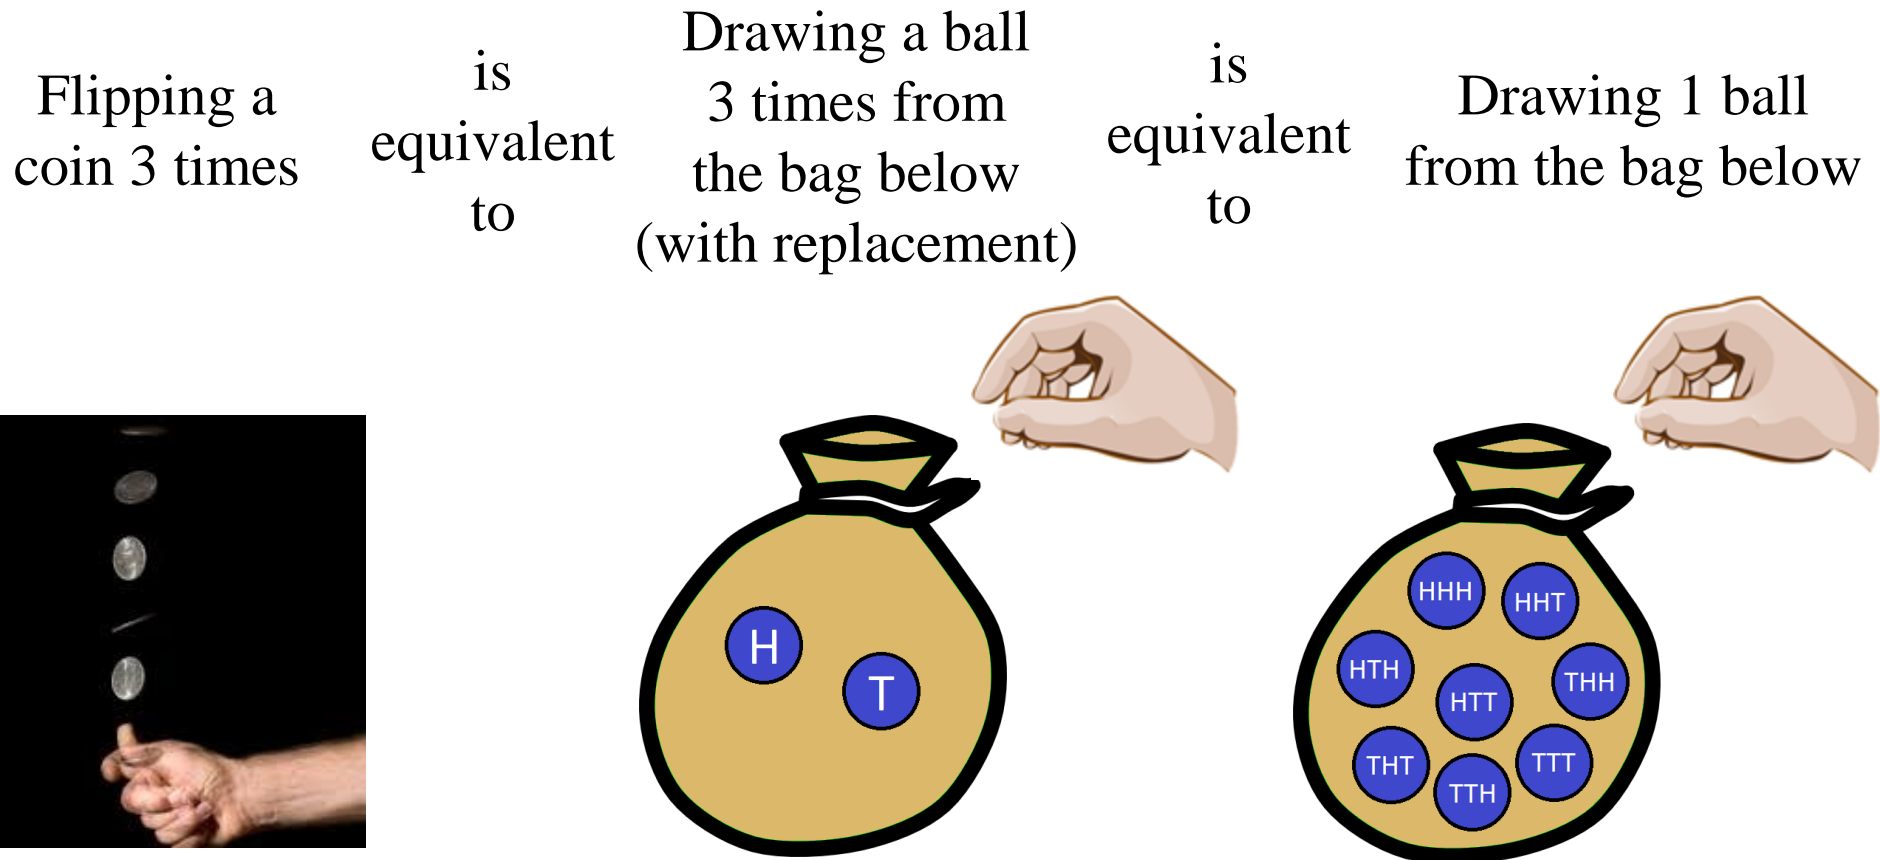 Flipping a
coin 3 times
is
equivalent
to
Drawing a ball
3 times from
the bag below
(with replacement)
is
equivalent
to
Drawing 1 ball
from the bag below
H
T
HHH
HHT
HTH
HTT
THH
THT
TTH
TTT